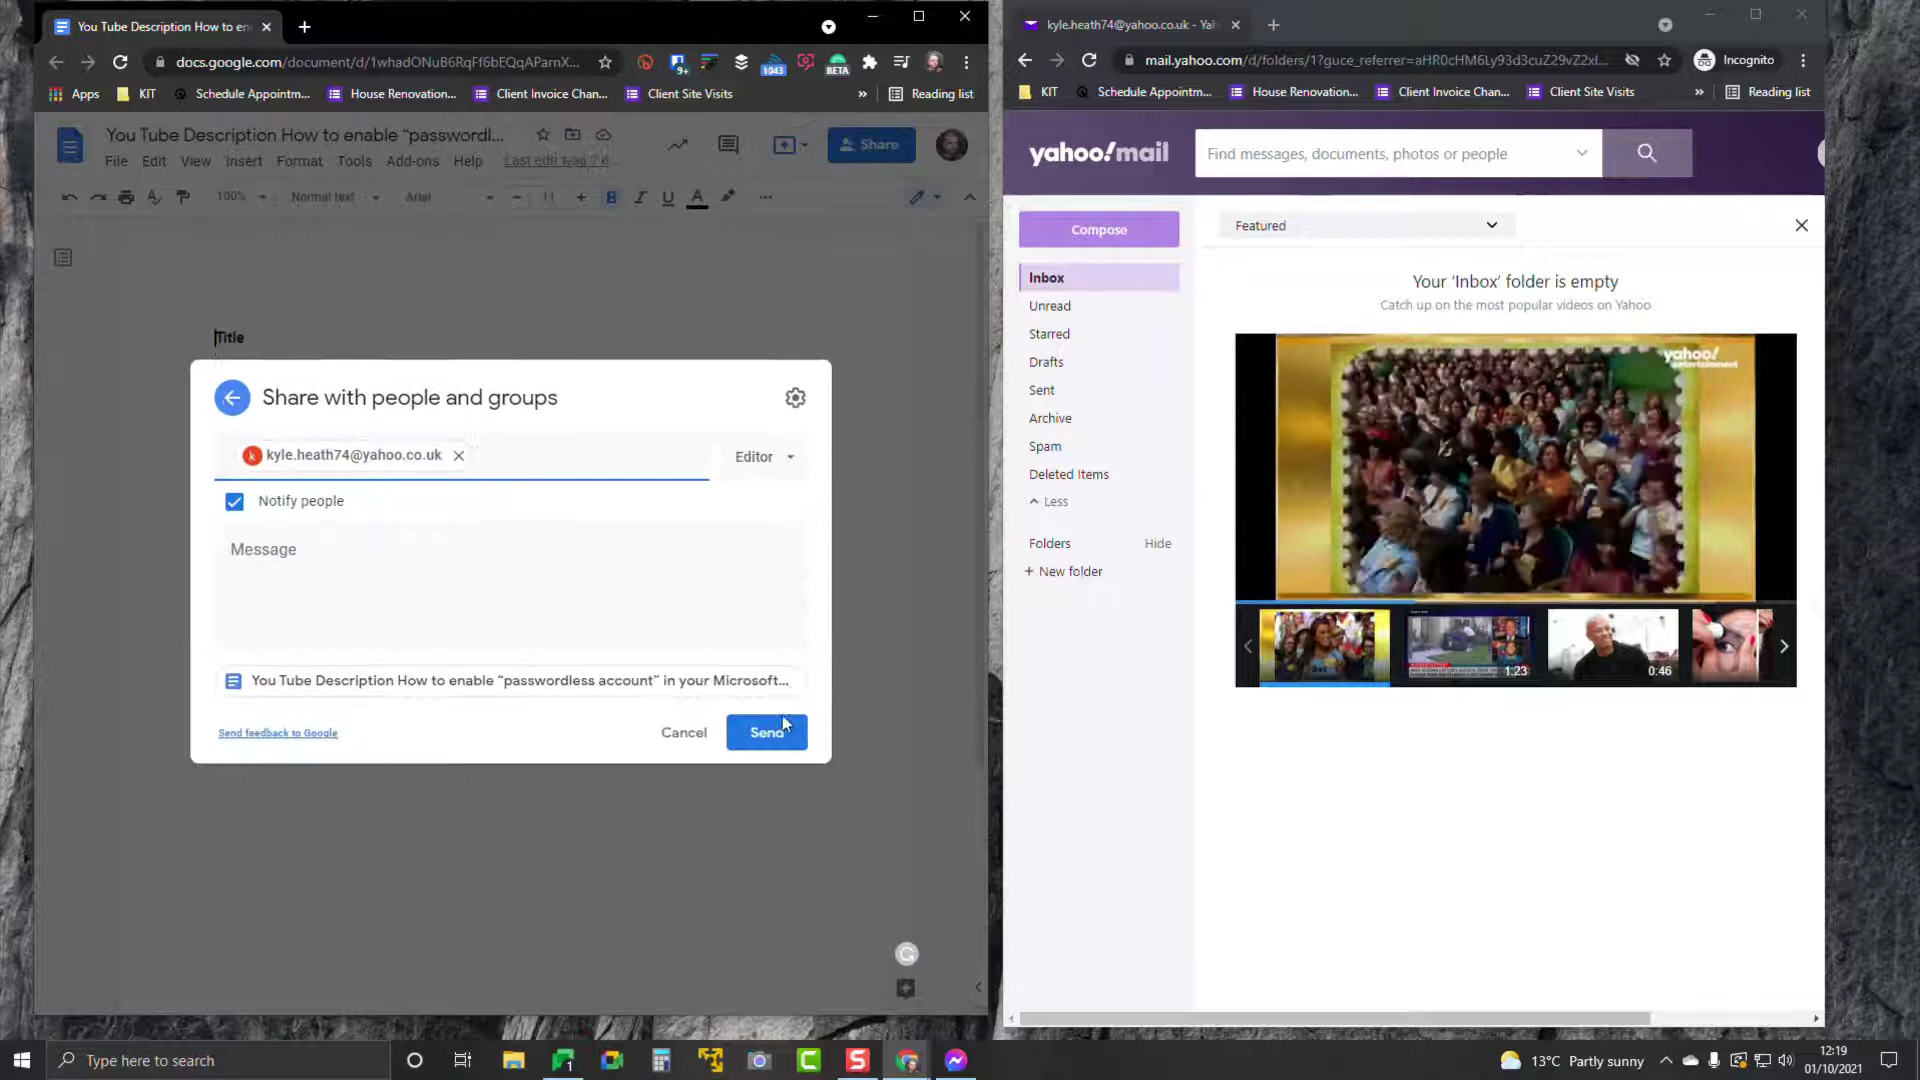 You Tube Description How to en
docs.google.com/document/d/1whadONuB6RqFf6bEQqAParnX...
9+
1043
BETA
Apps
KIT
Schedule Appointm...
House Renovation...
Client Invoice Chan...
Client Site Visits
»
Reading list
You Tube Description How to enable “passwordl...
Share
File
Edit
View
Insert
Format
Tools
Add-ons
Help
100%
Normal text
Arial
11
B
I
U
A
Title
Share with people and groups
k
kyle.heath74@yahoo.co.uk
Editor
Notify people
Message
You Tube Description How to enable “passwordless account” in your Microsoft...
Send feedback to Google
Cancel
Send
kyle.heath74@yahoo.co.uk - Yah
mail.yahoo.com/d/folders/1?guce_referrer=aHR0cHM6Ly93d3cuZ29vZ2xl...
Incognito
KIT
Schedule Appointm...
House Renovation...
Client Invoice Chan...
Client Site Visits
»
Reading list
yahoo!mail
Find messages, documents, photos or people
Compose
Featured
Inbox
Unread
Starred
Drafts
Sent
Archive
Spam
Deleted Items
Less
Folders
Hide
+ New folder
Your ‘Inbox’ folder is empty
Catch up on the most popular videos on Yahoo
yahoo!
entertainment
1:23
0:46
Type here to search
1
13°C Partly sunny
12:19
01/10/2021